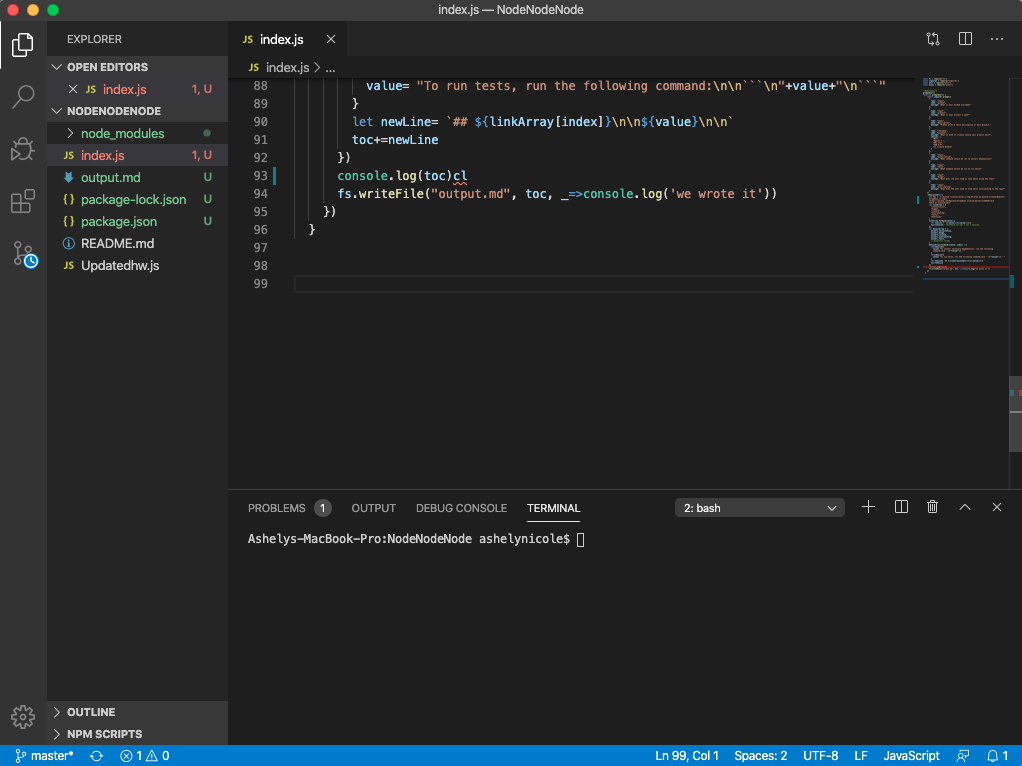 index.js — NodeNodeNode
EXPLORER
OPEN EDITORS
JS index.js 1, U
NODENODENODE
node_modules
JS index.js 1, U
output.md U
{} package-lock.json U
{} package.json U
README.md
JS Updatedhw.js
OUTLINE
NPM SCRIPTS
JS index.js
JS index.js > ...
88 value= "To run tests, run the following command:\n\n```\n"+value+"\n```"
89 }
90 let newLine= `## ${linkArray[index]}\n\n${value}\n\n`
91 toc+=newLine
92 })
93 console.log(toc)cl
94 fs.writeFile("output.md", toc, _=>console.log('we wrote it'))
95 })
96 }
97
98
99
PROBLEMS 1 OUTPUT DEBUG CONSOLE TERMINAL 2: bash
Ashelys-MacBook-Pro:NodeNodeNode ashelynicole$
master* 1 0 Ln 99, Col 1 Spaces: 2 UTF-8 LF JavaScript 1